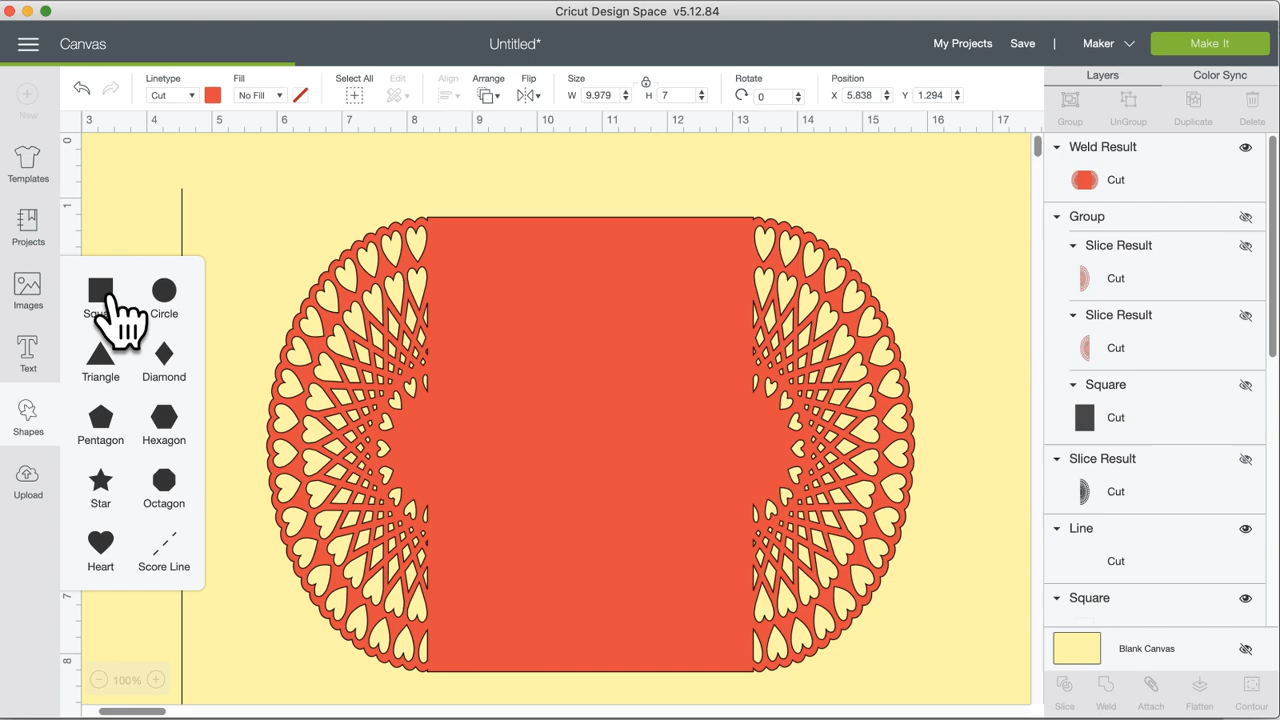 Cricut Design Space v5.12.84
Canvas
Untitled*
My Projects Save | Maker Make It
New
Templates
Projects
Images
Text
Shapes
Upload
Linetype
Cut
Fill
No Fill
Select All
Edit
Align
Arrange
Flip
Size
W 9.979
H 7
Rotate
0
Position
X 5.838
Y 1.294
3 4 5 6 7 8 9 10 11 12 13 14 15 16 17
0
1
7
8
Circle
Triangle
Diamond
Pentagon
Hexagon
Star
Octagon
Heart
Score Line
100%
Layers
Color Sync
Group
UnGroup
Duplicate
Delete
Weld Result
Cut
Group
Slice Result
Cut
Slice Result
Cut
Square
Cut
Slice Result
Cut
Line
Cut
Square
Blank Canvas
Slice
Weld
Attach
Flatten
Contour